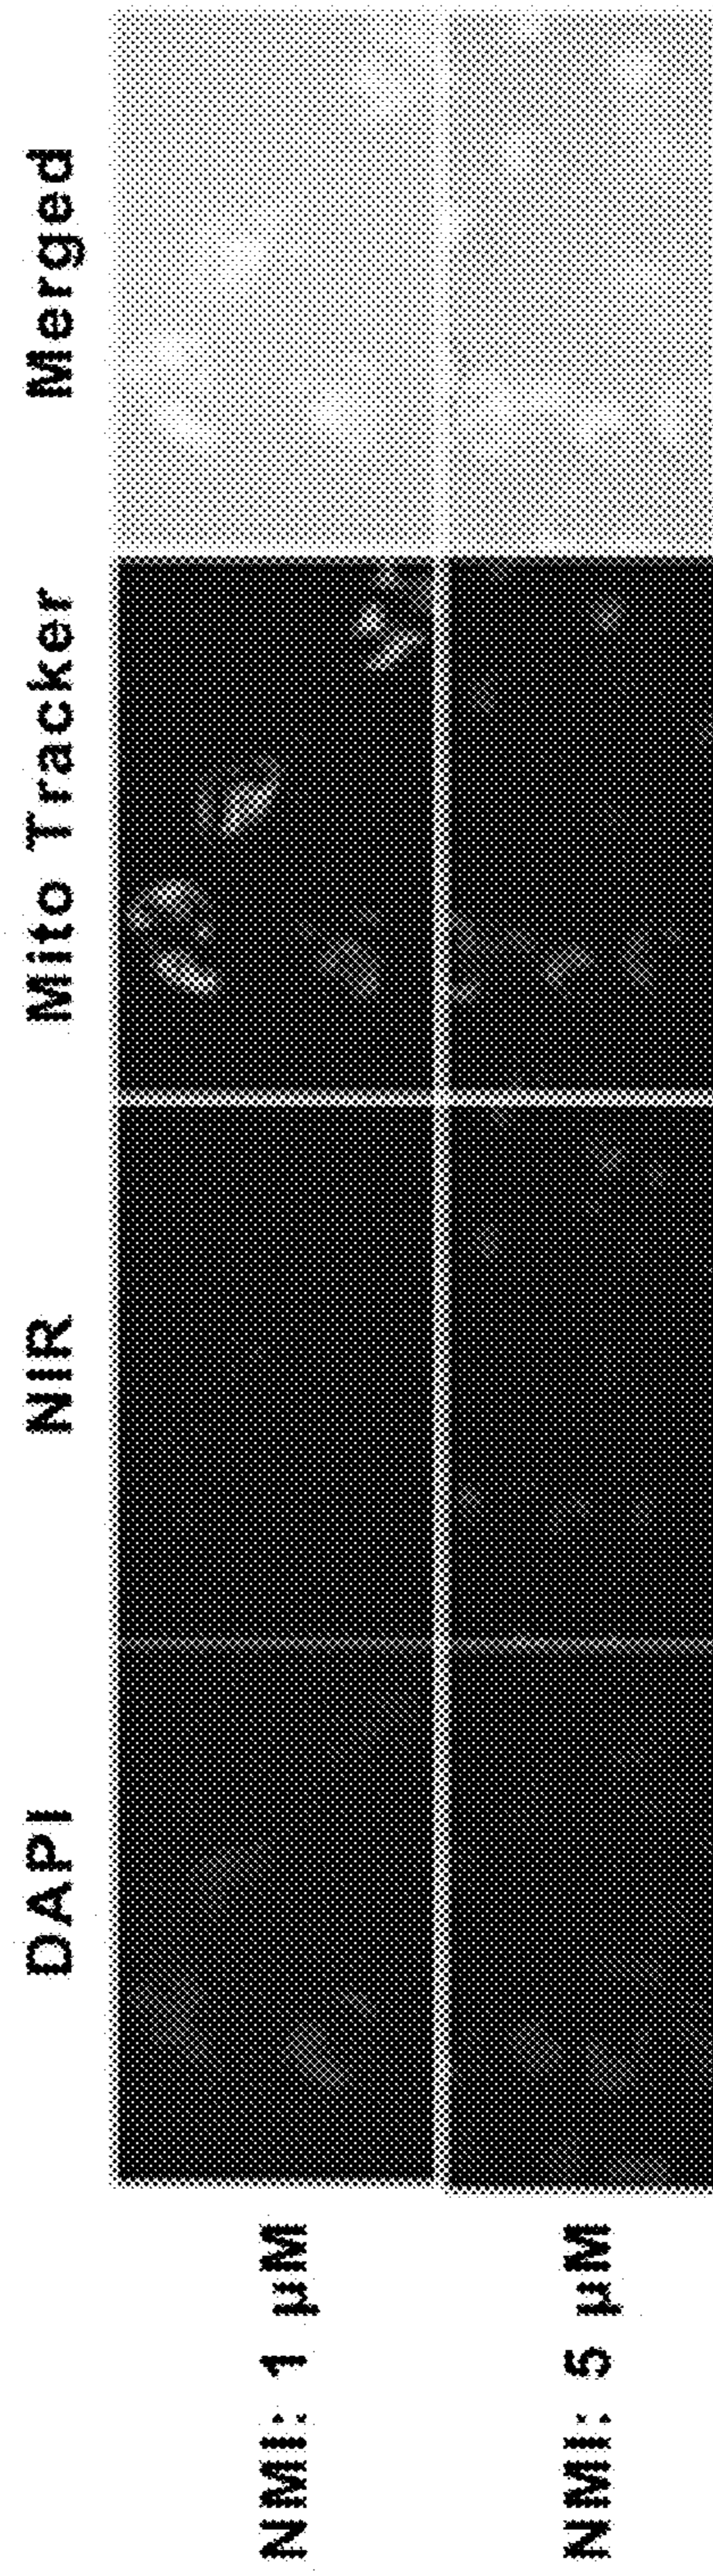 DAPI
NIR
Mito Tracker
Merged
NMI: 1 µM
NMI: 5 µM